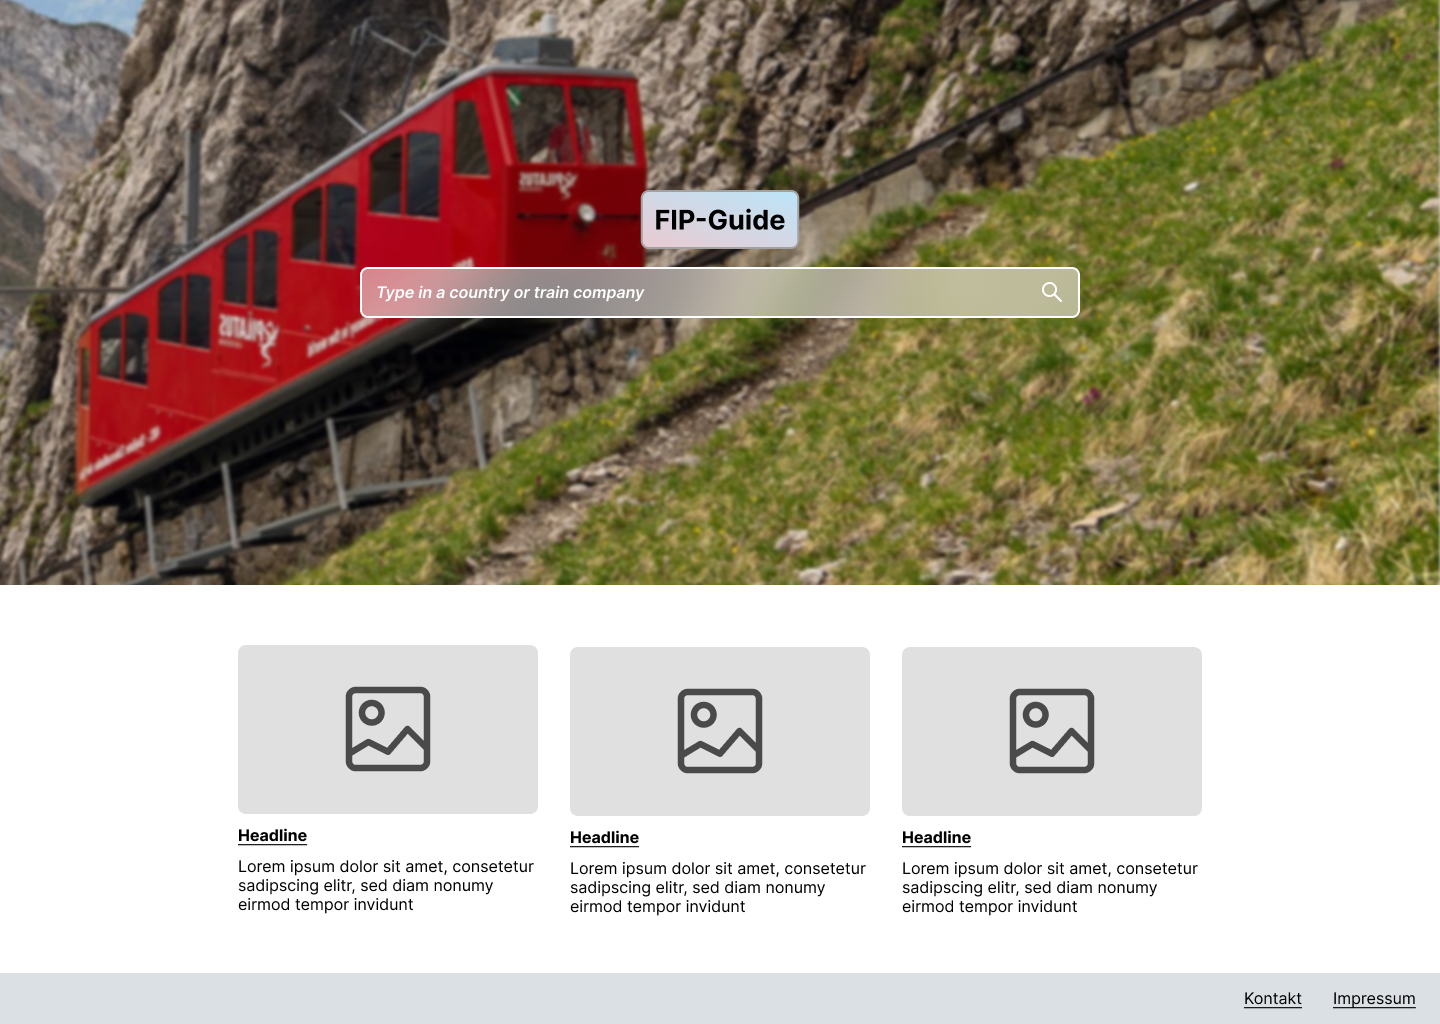 PILATUS
FIP-Guide
Type in a country or train company
PILATUS
Headline
Lorem ipsum dolor sit amet, consetetur
sadipscing elitr, sed diam nonumy
eirmod tempor invidunt
Headline
Lorem ipsum dolor sit amet, consetetur
sadipscing elitr, sed diam nonumy
eirmod tempor invidunt
Headline
Lorem ipsum dolor sit amet, consetetur
sadipscing elitr, sed diam nonumy
eirmod tempor invidunt
Kontakt
Impressum